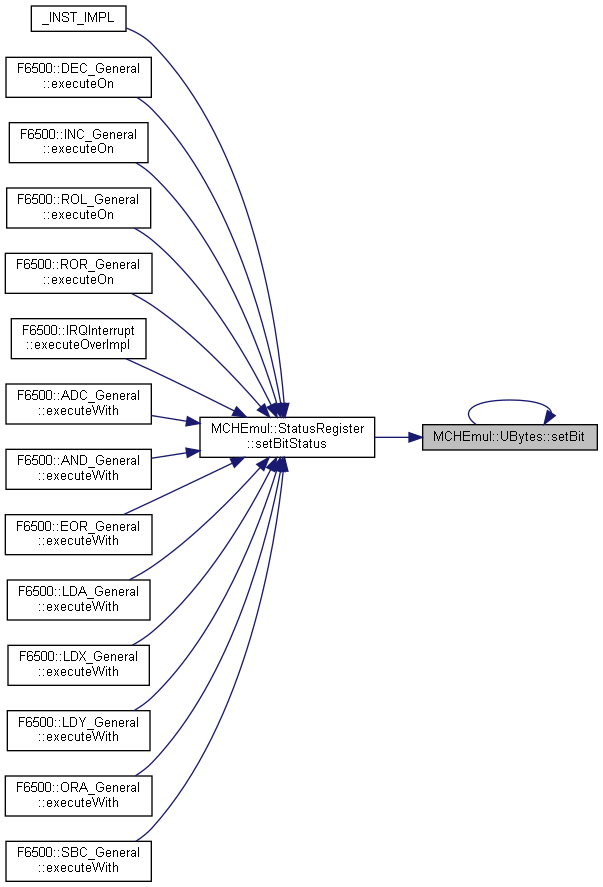 _INST_IMPL
F6500::DEC_General
::executeOn
F6500::INC_General
::executeOn
F6500::ROL_General
::executeOn
F6500::ROR_General
::executeOn
F6500::IRQInterrupt
::executeOverImpl
F6500::ADC_General
::executeWith
F6500::AND_General
::executeWith
F6500::EOR_General
::executeWith
F6500::LDA_General
::executeWith
F6500::LDX_General
::executeWith
F6500::LDY_General
::executeWith
F6500::ORA_General
::executeWith
F6500::SBC_General
::executeWith
MCHEmul::StatusRegister
::setBitStatus
MCHEmul::UBytes::setBit